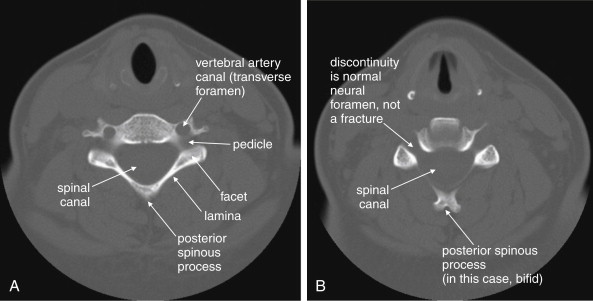 vertebral artery
canal (transverse
foramen)
pedicle
spinal
canal
facet
lamina
posterior
spinous
process
A
discontinuity
is normal
neural
foramen, not
a fracture
spinal
canal
posterior spinous
process
(in this case, bifid)
B